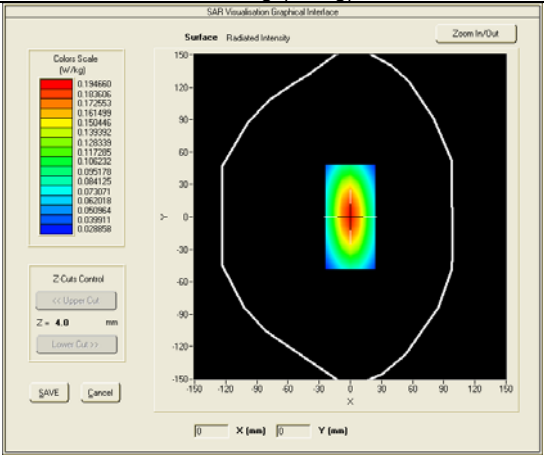 SAR Visualisation Graphical Interface
Surface Radiated Intensity
Zoom In/Out
Colors Scale
(W/kg)
0.194660
0.183606
0.172553
0.161499
0.150446
0.139392
0.128339
0.117285
0.106232
0.095178
0.084125
0.073071
0.062018
0.050964
0.039911
0.028858
Z-Cuts Control
<< Upper Cut
Z = 4.0 mm
Lower Cut >>
SAVE Cancel
150
120
90
60
30
0
-30
-60
-90
-120
-150
Y
-150 -120 -90 -60 -30 0 30 60 90 120 150
X
0 X (mm) 0 Y (mm)